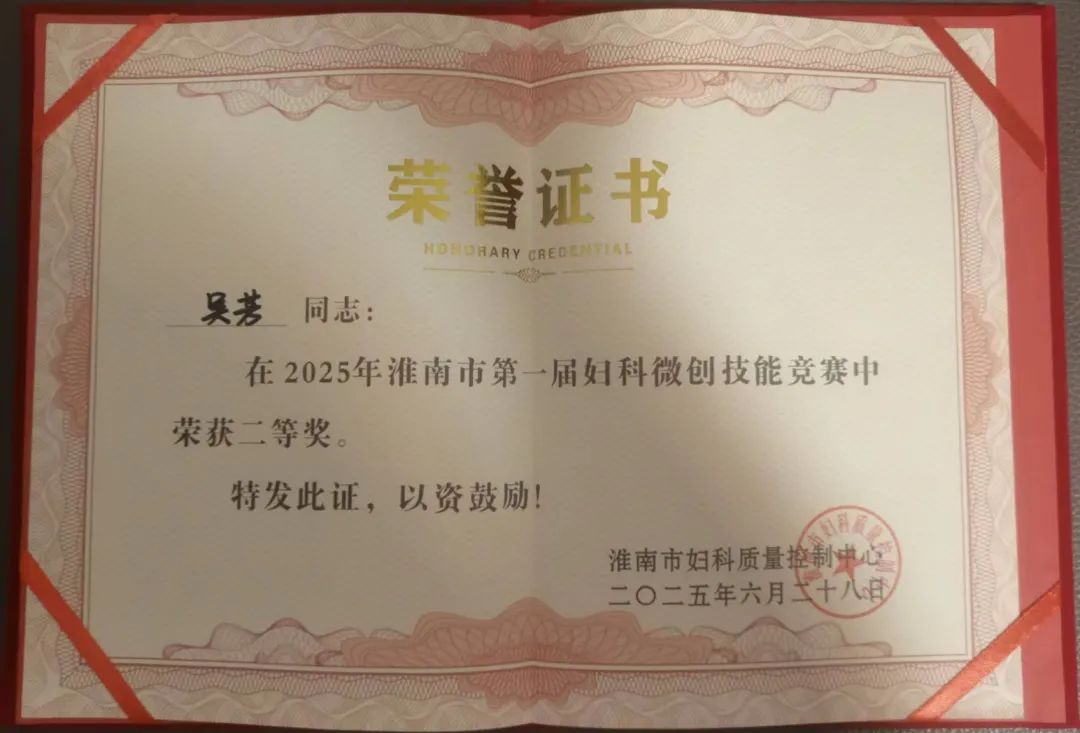 荣誉证书
HONORARY CREDENTIAL
吴芳 同志：
在2025年淮南市第一届妇科微创技能竞赛中
荣获二等奖。
特发此证，以资鼓励！
淮南市妇科质量控制中心
二〇二五年六月二十八日